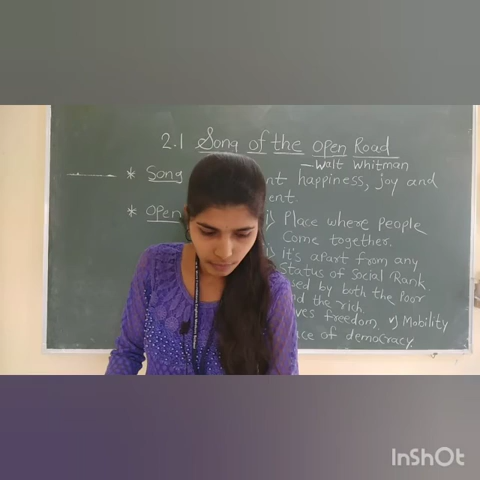 2.1 Song of the open Road
- Walt Whitman
* Song nt happiness, joy and
ent.
* open i) Place where people
Come together.
it's apart from any
Status of Social Rank.
sed by both the Poor
nd the rich
ves freedom v) Mobility
ce of democracy
InShOt